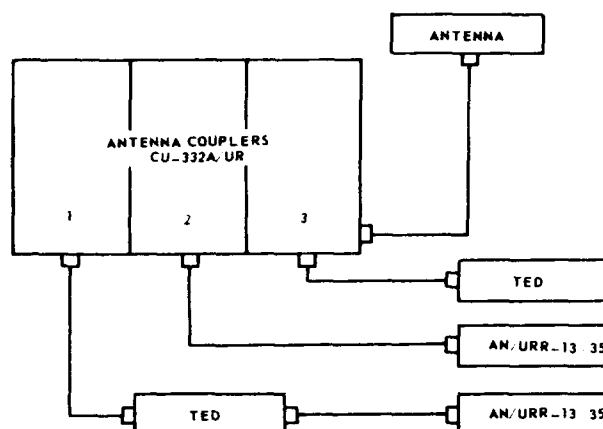 ANTENNA
ANTENNA COUPLERS
CU-332A/UR
1
2
3
TED
AN/URR-13 35
TED
AN/URR-13 35